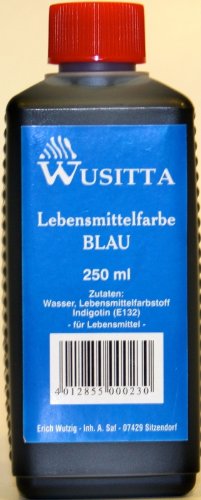 WUSITTA
Lebensmittelfarbe
BLAU
250 ml
Zutaten:
Wasser, Lebensmittelfarbstoff
Indigotin (E132)
- für Lebensmittel -
4 012855 000230
Erich Wutzig - Inh. A. Saf - 07429 Sitzendorf